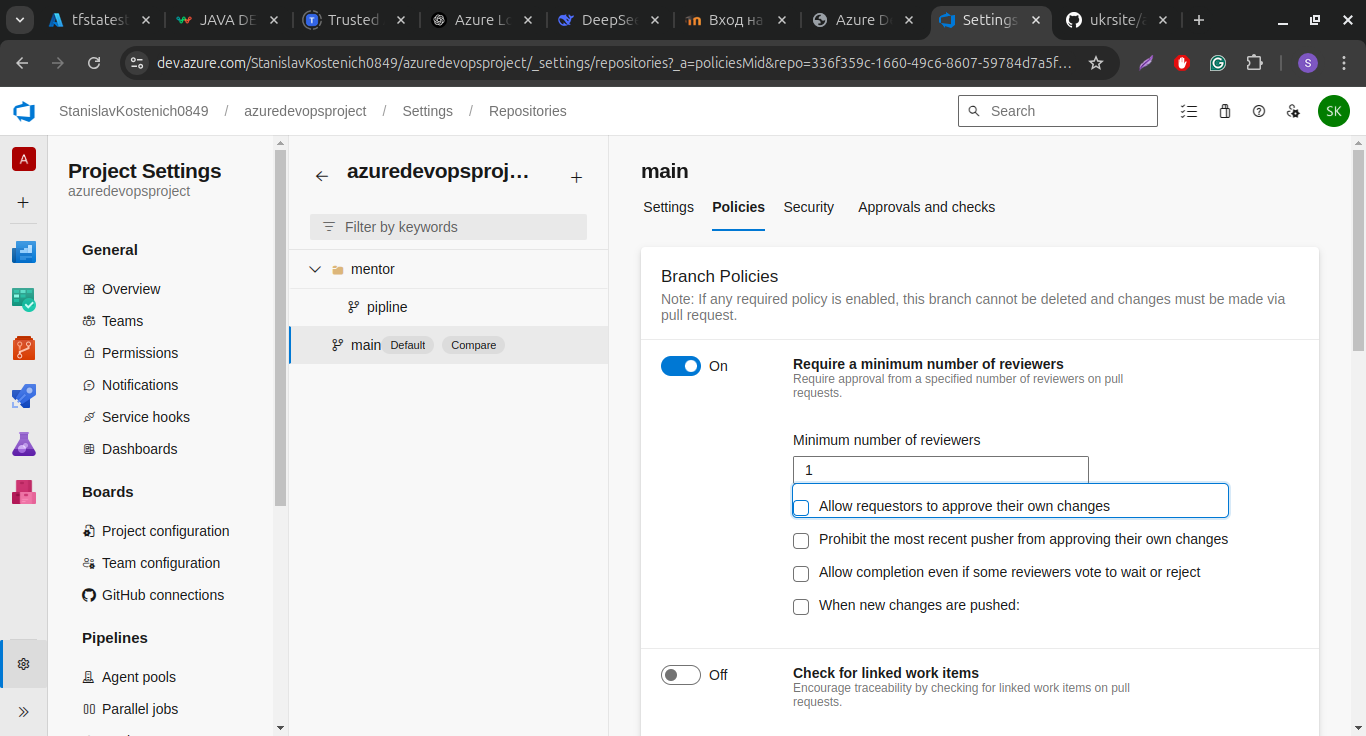 tfstatest
JAVA DE
Trusted
Azure Lo
DeepSee
Вход на
Azure De
Settings
ukrsite/a
dev.azure.com/StanislavKostenich0849/azuredevopsproject/_settings/repositories?_a=policiesMid&repo=336f359c-1660-49c6-8607-59784d7a5f...
S
StanislavKostenich0849 / azuredevopsproject / Settings / Repositories
Search
SK
A
Project Settings
azuredevopsproject
General
Overview
Teams
Permissions
Notifications
Service hooks
Dashboards
Boards
Project configuration
Team configuration
GitHub connections
Pipelines
Agent pools
Parallel jobs
azuredevopsproj...
Filter by keywords
mentor
pipline
main Default Compare
main
Settings Policies Security Approvals and checks
Branch Policies
Note: If any required policy is enabled, this branch cannot be deleted and changes must be made via
pull request.
On
Require a minimum number of reviewers
Require approval from a specified number of reviewers on pull
requests.
Minimum number of reviewers
1
Allow requestors to approve their own changes
Prohibit the most recent pusher from approving their own changes
Allow completion even if some reviewers vote to wait or reject
When new changes are pushed:
Off
Check for linked work items
Encourage traceability by checking for linked work items on pull
requests.